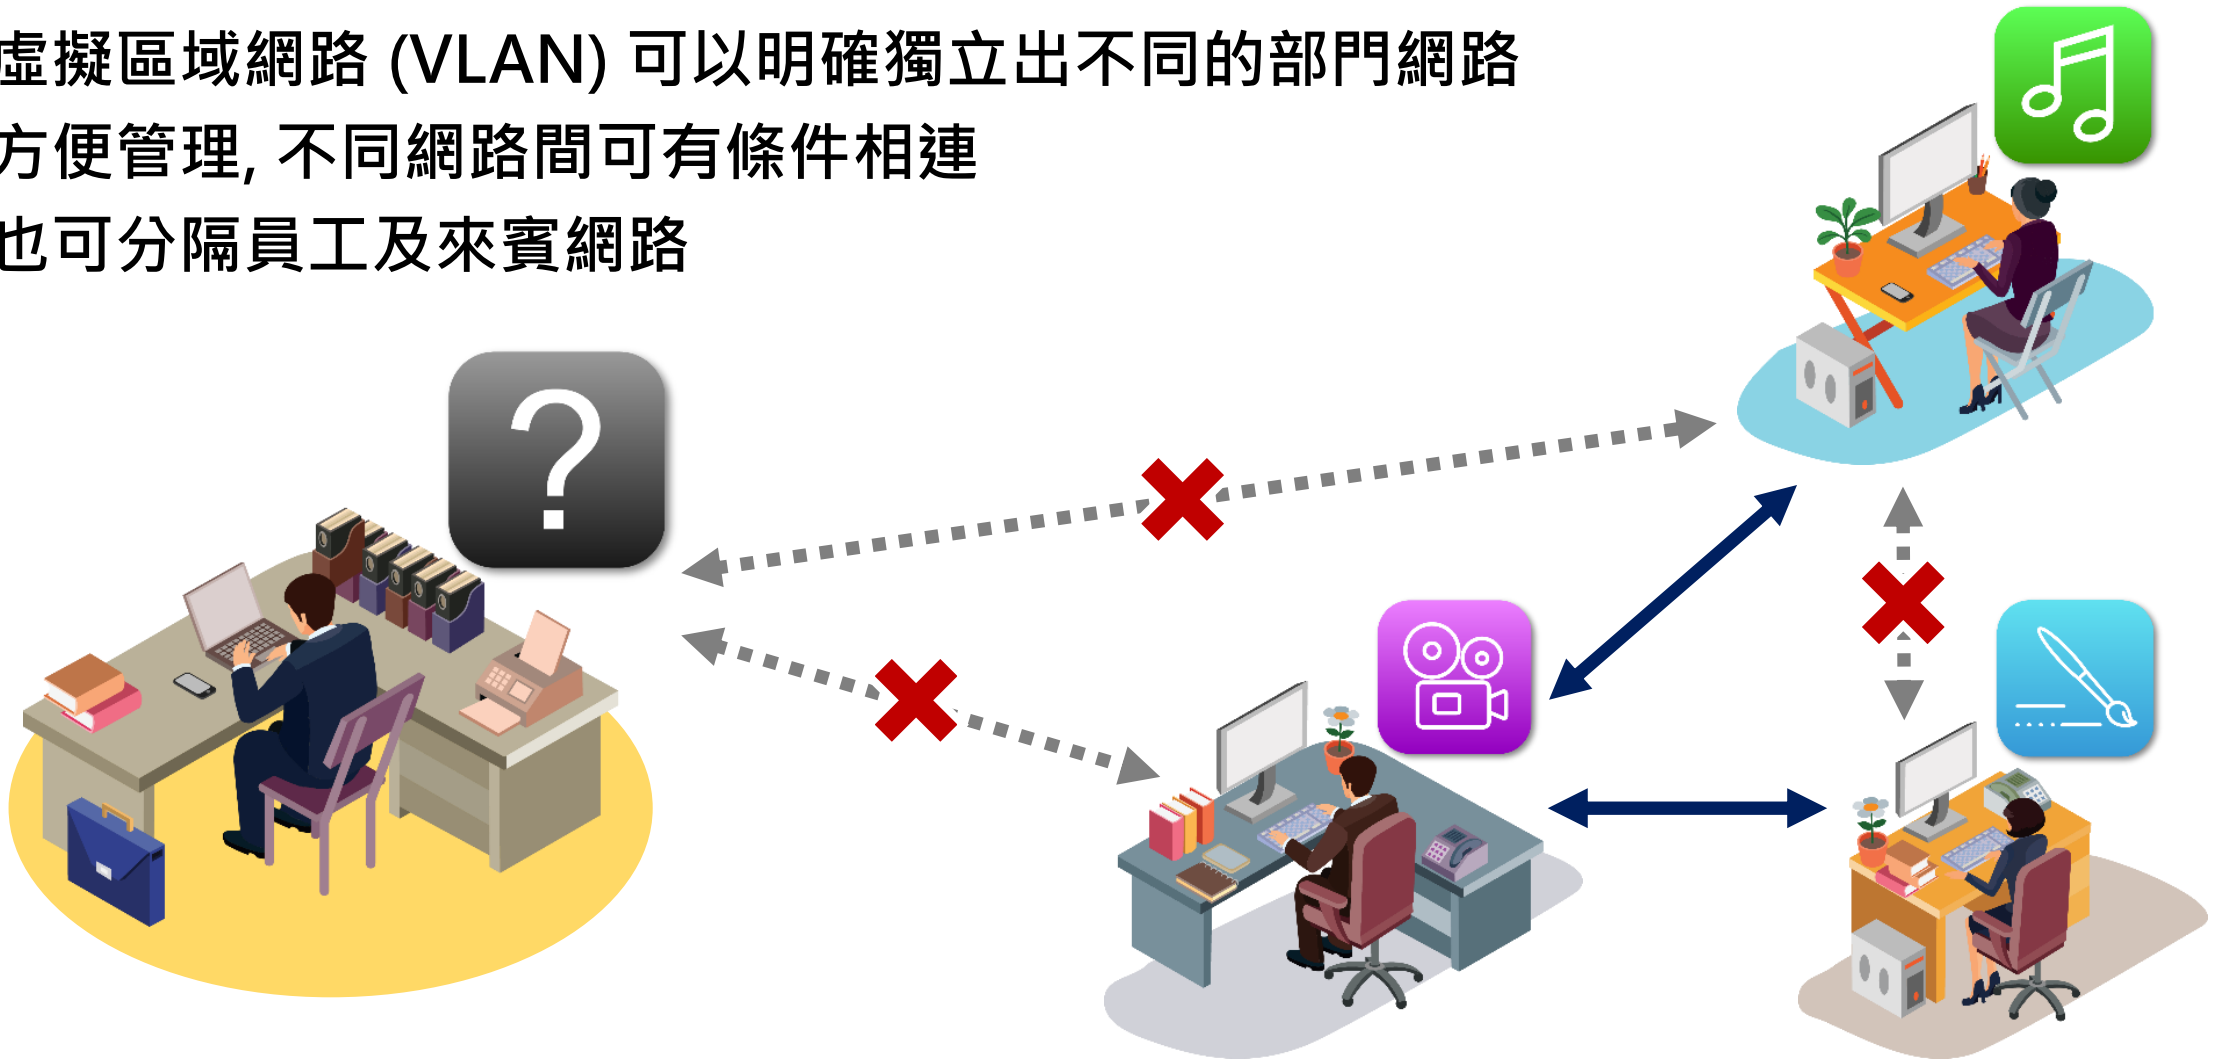 虛擬區域網路 (VLAN) 可以明確獨立出不同的部門網路
方便管理, 不同網路間可有條件相連
也可分隔員工及來賓網路
?